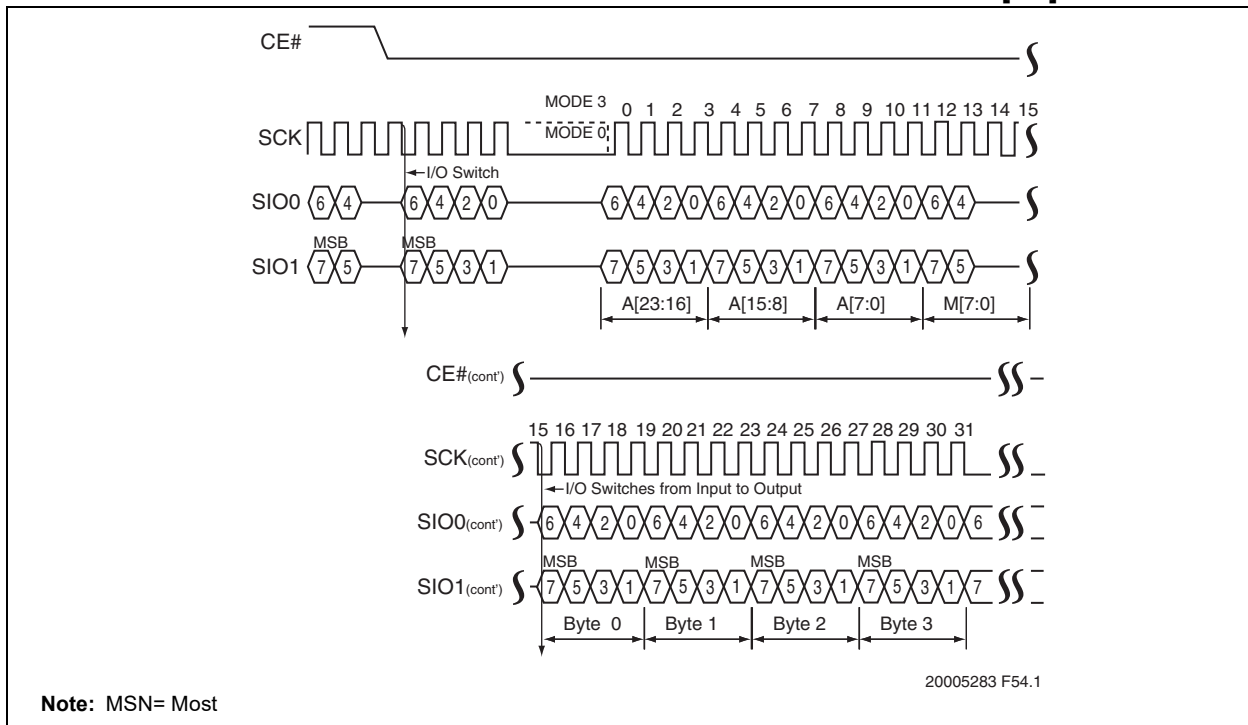 CE#
MODE 3
0 1 2 3 4 5 6 7 8 9 10 11 12 13 14 15
SCK
MODE 0
I/O Switch
SIO0 6 4 6 4 2 0 6 4 2 0 6 4 2 0 6 4 2 0 6 4
MSB MSB
SIO1 7 5 7 5 3 1 7 5 3 1 7 5 3 1 7 5 3 1 7 5
A[23:16] A[15:8] A[7:0] M[7:0]
CE#(cont')
15 16 17 18 19 20 21 22 23 24 25 26 27 28 29 30 31
SCK(cont')
I/O Switches from Input to Output
SIO0(cont') 6 4 2 0 6 4 2 0 6 4 2 0 6 4 2 0 6
MSB MSB MSB MSB
SIO1(cont') 7 5 3 1 7 5 3 1 7 5 3 1 7 5 3 1 7
Byte 0 Byte 1 Byte 2 Byte 3
20005283 F54.1
Note: MSN= Most